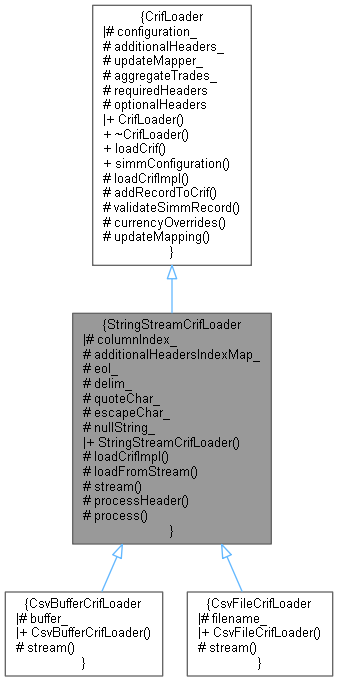 {CrifLoader
|# configuration_
# additionalHeaders_
# updateMapper_
# aggregateTrades_
# requiredHeaders
# optionalHeaders
|+ CrifLoader()
+ ~CrifLoader()
+ loadCrif()
+ simmConfiguration()
# loadCrifImpl()
# addRecordToCrif()
# validateSimmRecord()
# currencyOverrides()
# updateMapping()
}
{StringStreamCrifLoader
|# columnIndex_
# additionalHeadersIndexMap_
# eol_
# delim_
# quoteChar_
# escapeChar_
# nullString_
|+ StringStreamCrifLoader()
# loadCrifImpl()
# loadFromStream()
# stream()
# processHeader()
# process()
}
{CsvBufferCrifLoader
|# buffer_
|+ CsvBufferCrifLoader()
# stream()
}
{CsvFileCrifLoader
|# filename_
|+ CsvFileCrifLoader()
# stream()
}